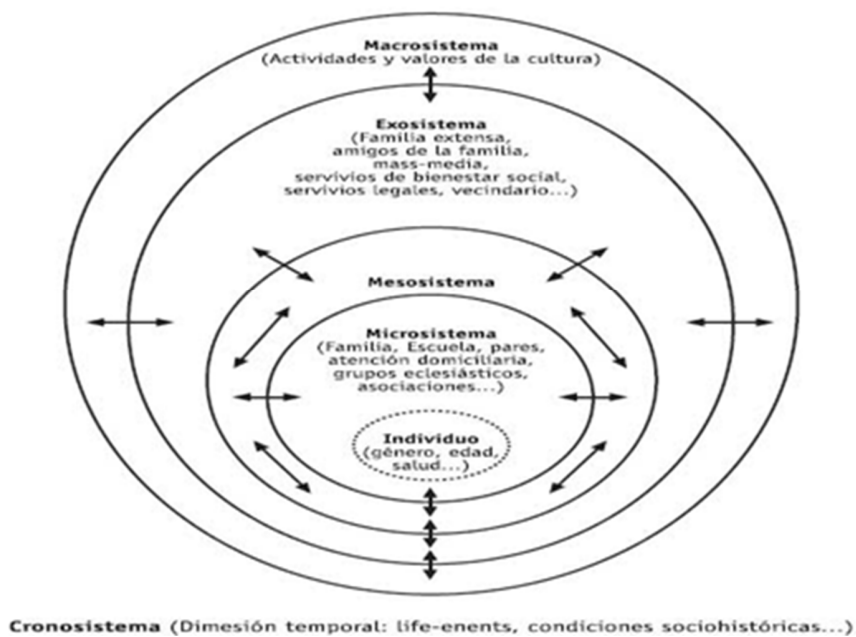 Macrosistema
(Actividades y valores de la cultura)
Exosistema
(Familia extensa,
amigos de la familia,
mass-media,
servivios de bienestar social,
servivios legales, vecindario...)
Mesosistema
Microsistema
(Familia, Escuela, pares,
atención domiciliaria,
grupos eclesiásticos,
asociaciones...)
Indivíduo
(género, edad,
salud...)
Cronosistema (Dimesión temporal: life-enents, condiciones sociohistóricas...)